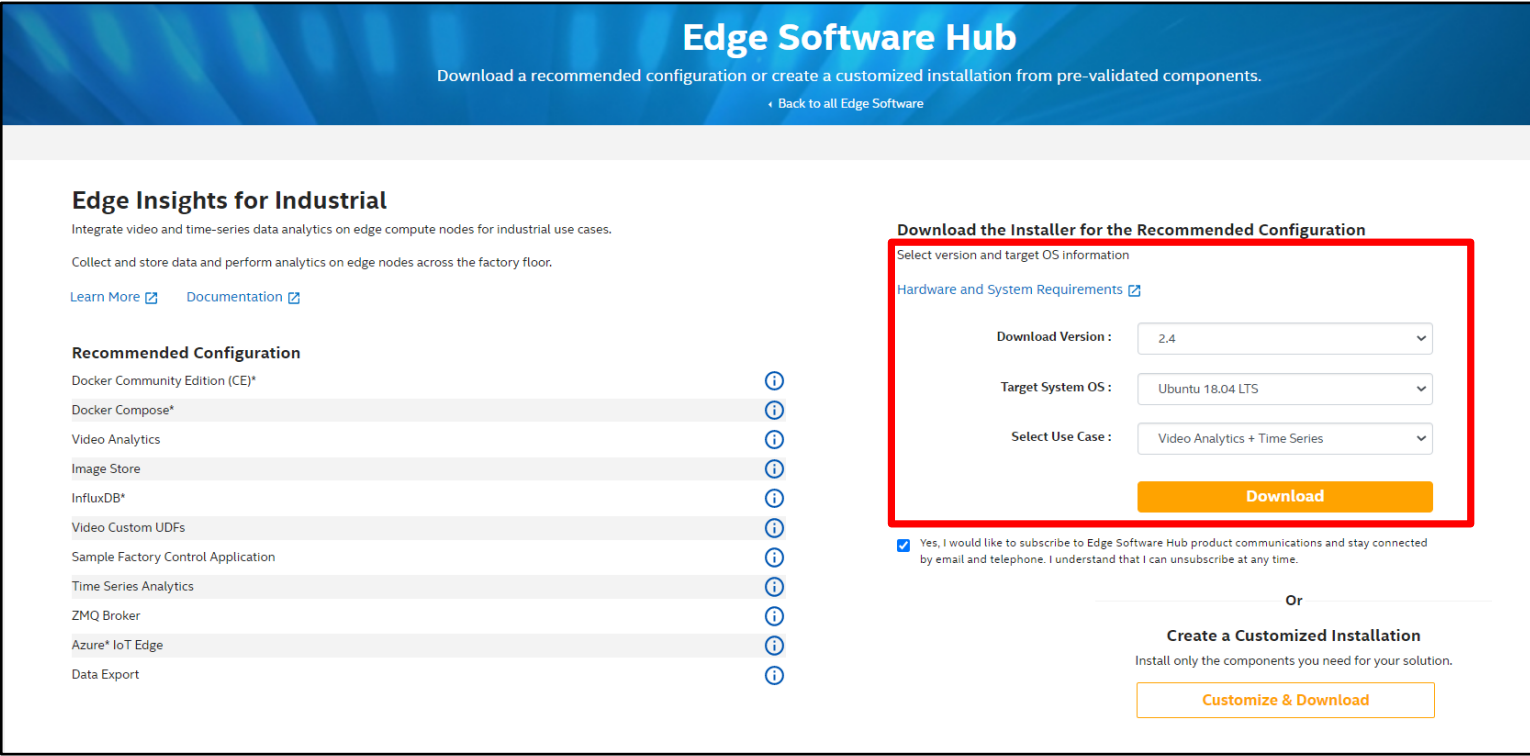 Edge Software Hub
Download a recommended configuration or create a customized installation from pre-validated components.
Back to all Edge Software
Edge Insights for Industrial
Integrate video and time-series data analytics on edge compute nodes for industrial use cases.
Collect and store data and perform analytics on edge nodes across the factory floor.
Learn More Documentation
Recommended Configuration
Docker Community Edition (CE)*
Docker Compose*
Video Analytics
Image Store
InfluxDB*
Video Custom UDFs
Sample Factory Control Application
Time Series Analytics
ZMQ Broker
Azure* IoT Edge
Data Export
Download the Installer for the Recommended Configuration
Select version and target OS information
Hardware and System Requirements
Download Version : 2.4
Target System OS : Ubuntu 18.04 LTS
Select Use Case : Video Analytics + Time Series
Download
Yes, I would like to subscribe to Edge Software Hub product communications and stay connected
by email and telephone. I understand that I can unsubscribe at any time.
Or
Create a Customized Installation
Install only the components you need for your solution.
Customize & Download